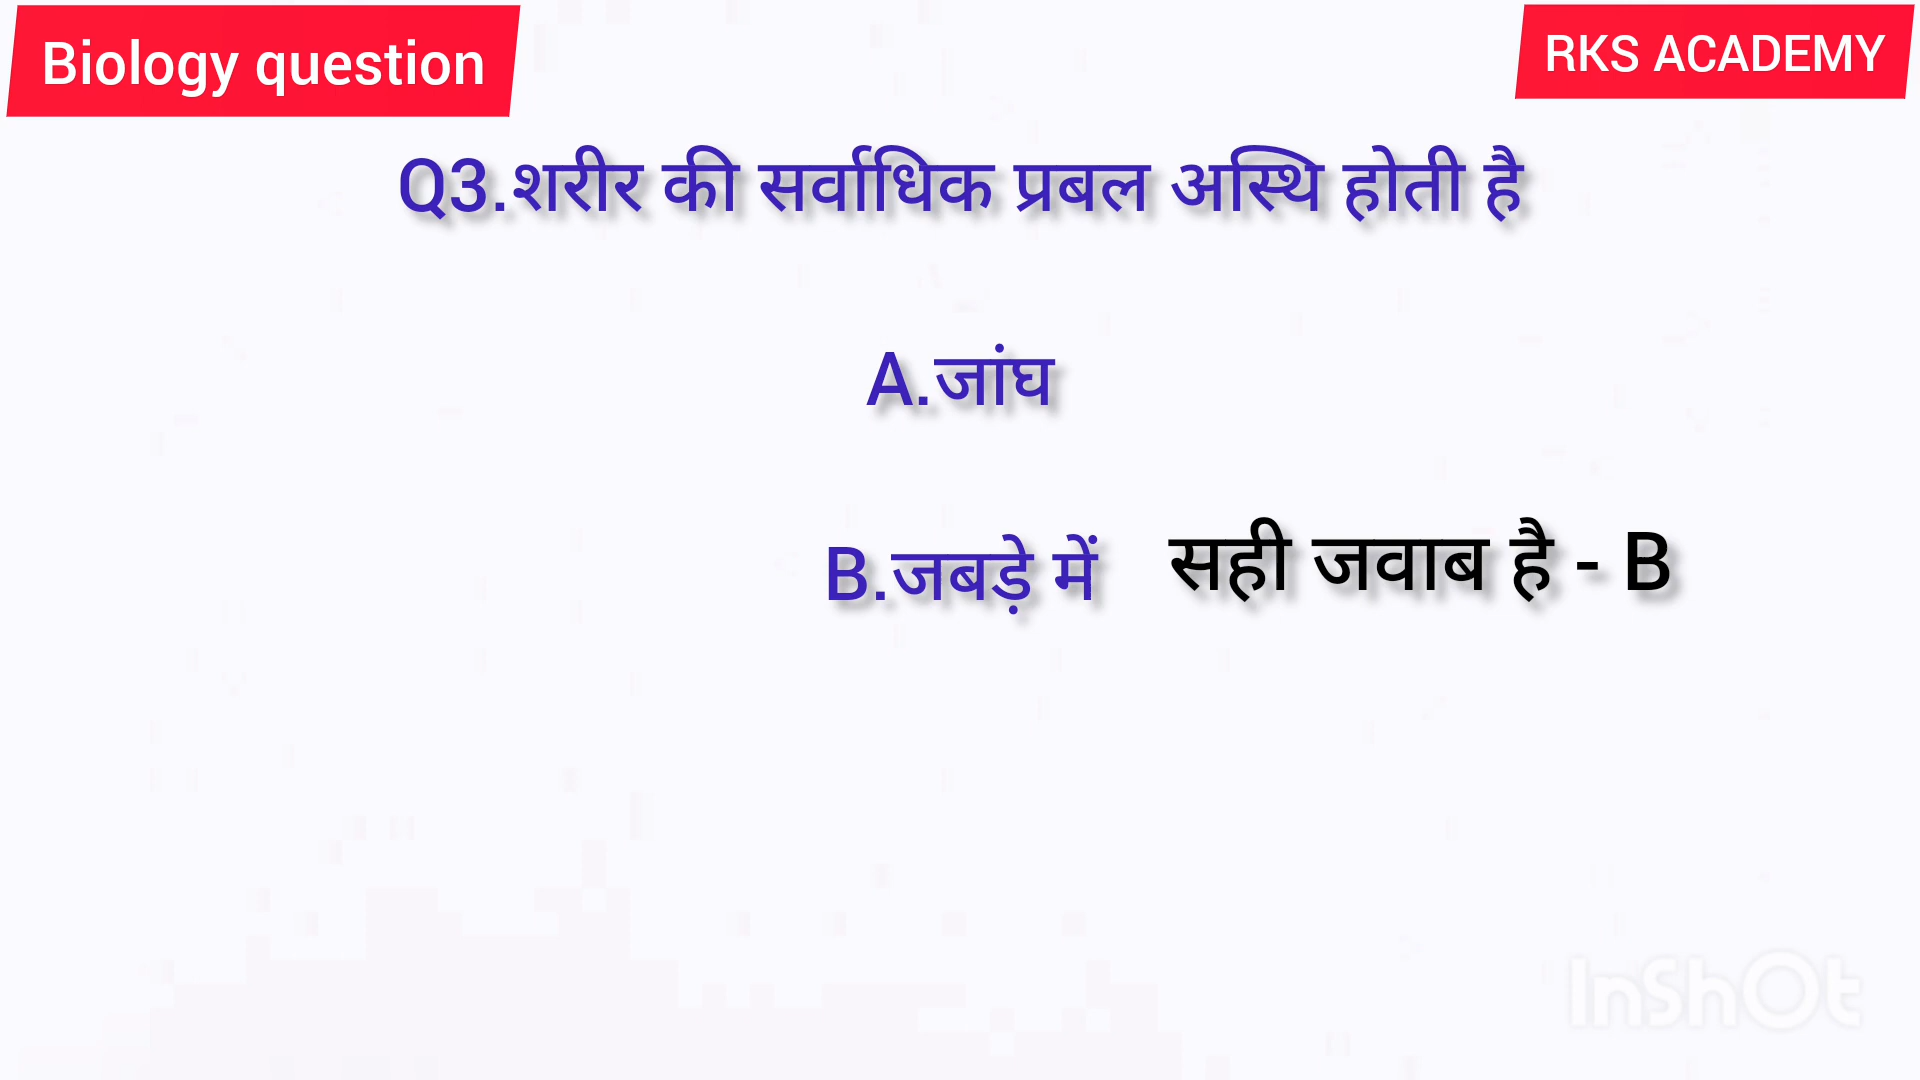 Biology question
RKS ACADEMY
Q3.शरीर की सर्वाधिक प्रबल अस्थि होती है
A.जांघ
B.जबड़े में
सही जवाब है - B
InShOt